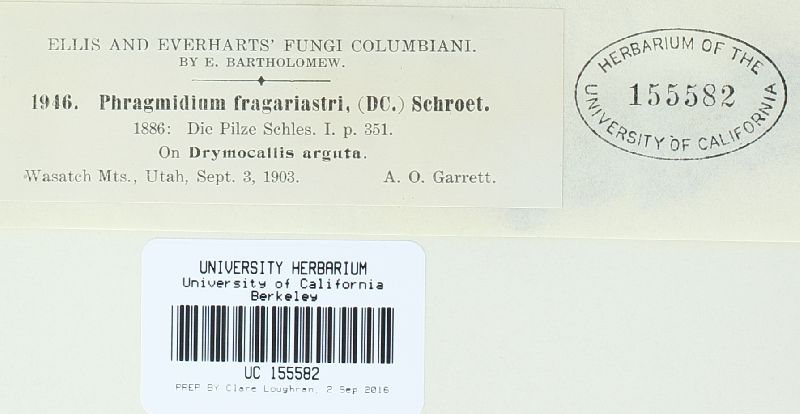 ELLIS AND EVERHARTS' FUNGI COLUMBIANI.
BY E. BARTHOLOMEW.
1946. Phragmidium fragariastri, (DC.) Schroet.
1886: Die Pilze Schles. I. p. 351.
On Drymocallis arguta.
Wasatch Mts., Utah, Sept. 3, 1903. A. O. Garrett.
HERBARIUM OF THE
155582
UNIVERSITY OF CALIFORNIA
UNIVERSITY HERBARIUM
University of California
Berkeley
UC 155582
PREP BY Clare Loughran, 2 Sep 2016